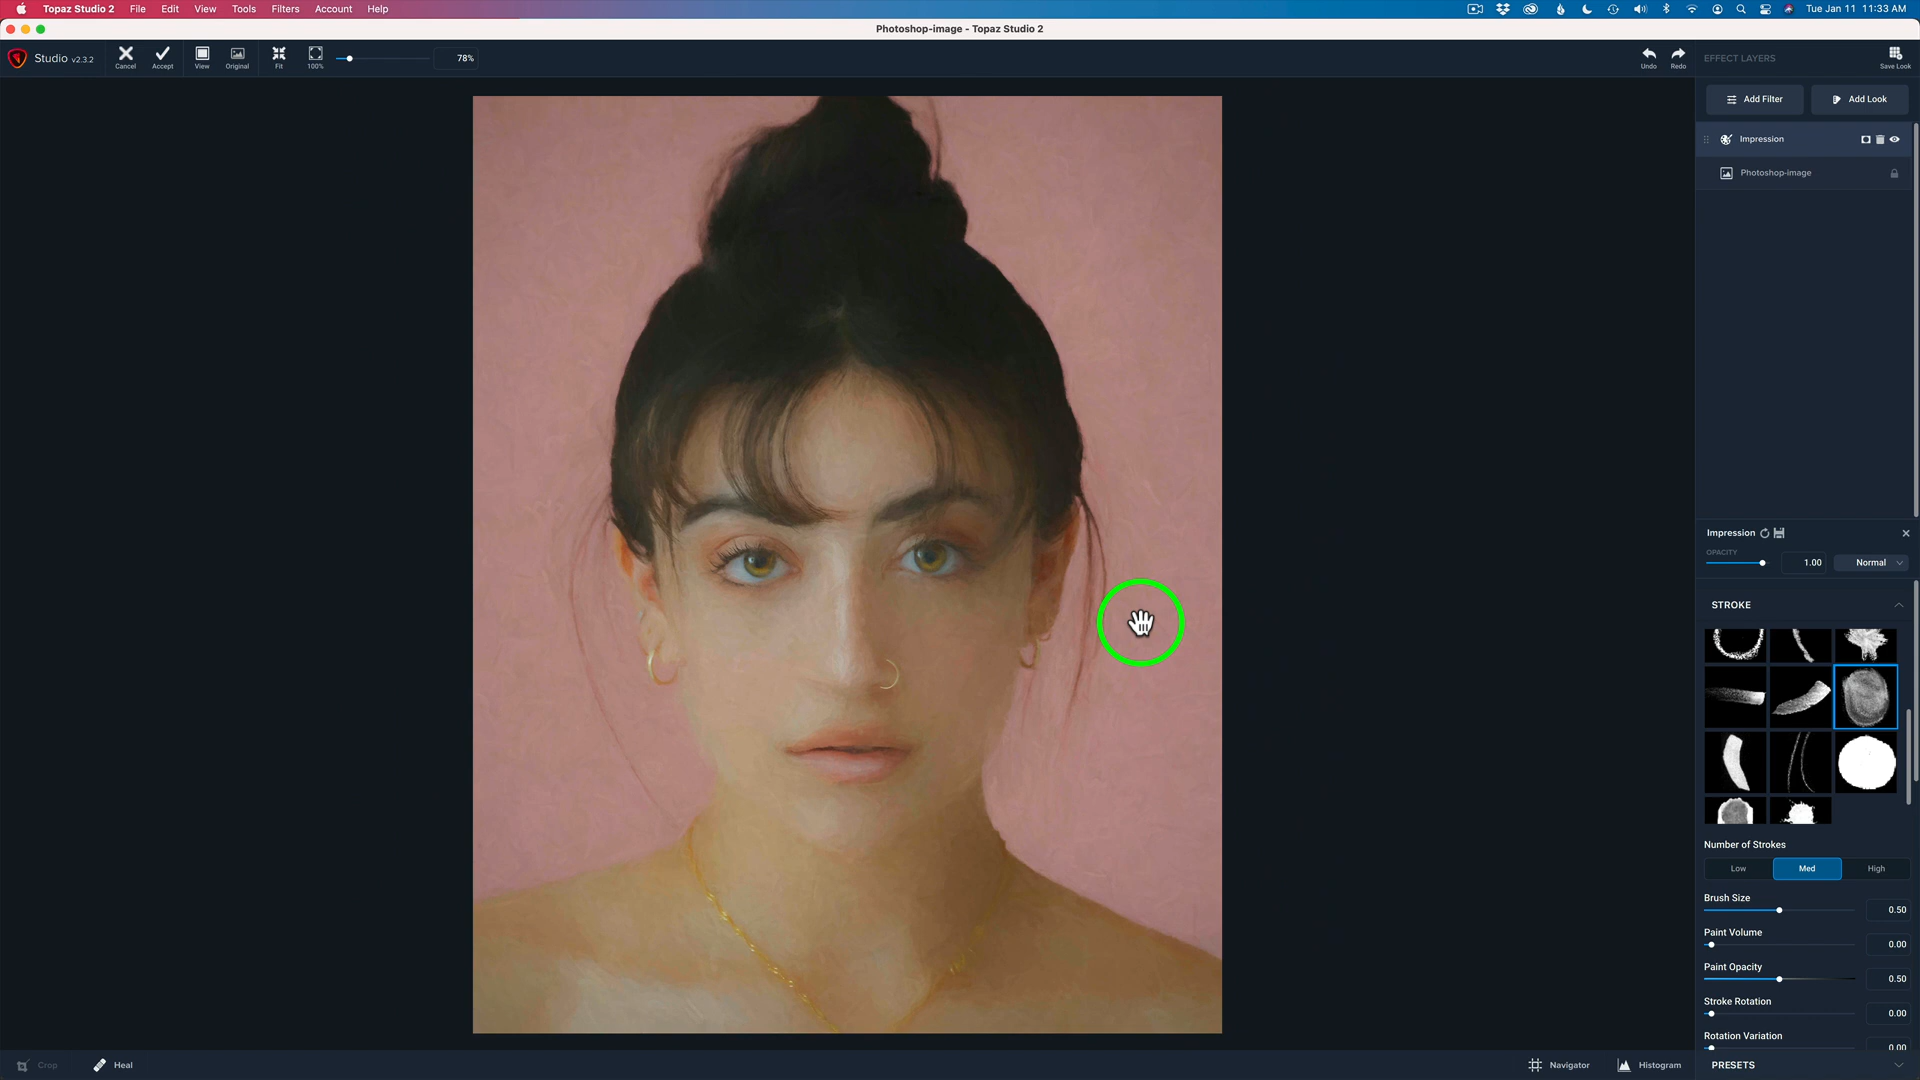 Topaz Studio 2 File Edit View Tools Filters Account Help Tue Jan 11 11:33 AM
Photoshop-image - Topaz Studio 2
Studio v2.3.2 Cancel Accept View Original Fit 100% 78% Undo Redo EFFECT LAYERS Save Look
Add Filter Add Look
Impression
Photoshop-image
Impression
OPACITY
1.00 Normal
STROKE
Number of Strokes
Low Med High
Brush Size
0.50
Paint Volume
0.00
Paint Opacity
0.50
Stroke Rotation
0.00
Rotation Variation
0.00
Crop Heal Navigator Histogram PRESETS